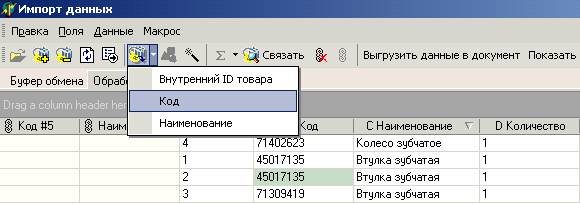 Импорт данных
Правка Поля Данные Макрос
Σ Связать Выгрузить данные в документ Показать
Буфер обмена Обрабо
Внутренний ID товара
Код
Наименование
Drag a column header her
Код #5 Наим Код C Наименование D Количество
4 71402623 Колесо зубчатое 1
1 45017135 Втулка зубчатая 1
2 45017135 Втулка зубчатая 1
3 71309419 Втулка зубчатая 1